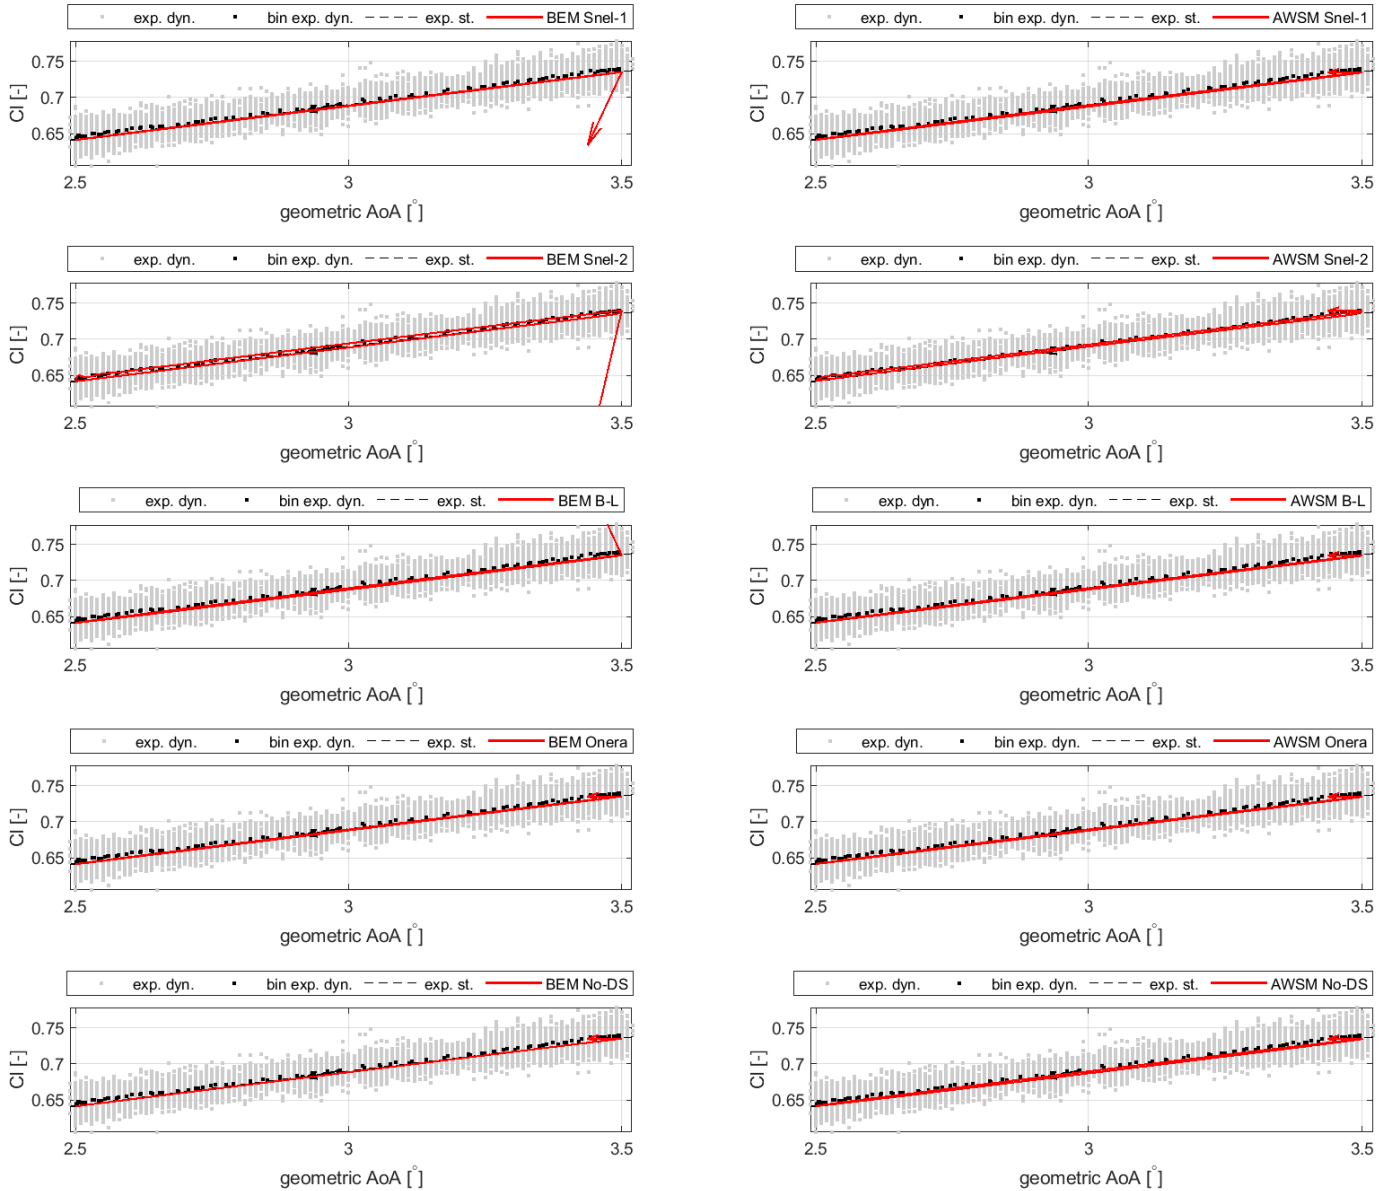 exp. dyn. bin exp. dyn. exp. st. BEM Snel-1
Cl [-]
0.75
0.7
0.65
2.5 3 3.5
geometric AoA [°]
exp. dyn. bin exp. dyn. exp. st. AWSM Snel-1
Cl [-]
0.75
0.7
0.65
2.5 3 3.5
geometric AoA [°]
exp. dyn. bin exp. dyn. exp. st. BEM Snel-2
Cl [-]
0.75
0.7
0.65
2.5 3 3.5
geometric AoA [°]
exp. dyn. bin exp. dyn. exp. st. AWSM Snel-2
Cl [-]
0.75
0.7
0.65
2.5 3 3.5
geometric AoA [°]
exp. dyn. bin exp. dyn. exp. st. BEM B-L
Cl [-]
0.75
0.7
0.65
2.5 3 3.5
geometric AoA [°]
exp. dyn. bin exp. dyn. exp. st. AWSM B-L
Cl [-]
0.75
0.7
0.65
2.5 3 3.5
geometric AoA [°]
exp. dyn. bin exp. dyn. exp. st. BEM Onera
Cl [-]
0.75
0.7
0.65
2.5 3 3.5
geometric AoA [°]
exp. dyn. bin exp. dyn. exp. st. AWSM Onera
Cl [-]
0.75
0.7
0.65
2.5 3 3.5
geometric AoA [°]
exp. dyn. bin exp. dyn. exp. st. BEM No-DS
Cl [-]
0.75
0.7
0.65
2.5 3 3.5
geometric AoA [°]
exp. dyn. bin exp. dyn. exp. st. AWSM No-DS
Cl [-]
0.75
0.7
0.65
2.5 3 3.5
geometric AoA [°]